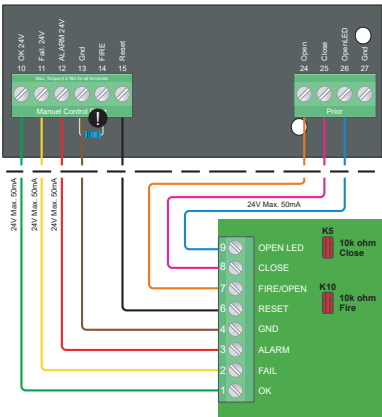 OK 24V
Fail. 24V
ALARM 24V
Gnd
FIRE
Reset
10 11 12 13 14 15
Max. Torque 0.5 Nm for all terminals
Manuel Control
!
Open
Close
OpenLED
Gnd
24 25 26 27
Prior
24V Max. 50mA
24V Max. 50mA
24V Max. 50mA
24V Max. 50mA
9 OPEN LED
8 CLOSE
7 FIRE/OPEN
6 RESET
4 GND
3 ALARM
2 FAIL
1 OK
K5
10k ohm
Close
K10
10k ohm
Fire